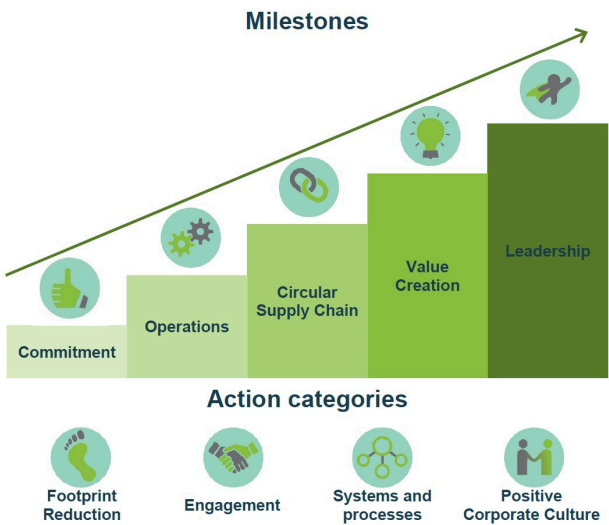 Milestones
Commitment
Operations
Circular
Supply Chain
Value
Creation
Leadership
Action categories
Footprint
Reduction
Engagement
Systems and
processes
Positive
Corporate Culture